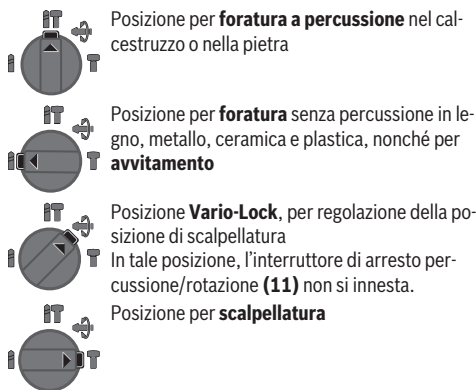 Posizione per foratura a percussione nel cal-
cestruzzo o nella pietra
Posizione per foratura senza percussione in le-
gno, metallo, ceramica e plastica, nonché per
avvitamento
Posizione Vario-Lock, per regolazione della po-
sizione di scalpellatura
In tale posizione, l'interruttore di arresto per-
cussione/rotazione (11) non si innesta.
Posizione per scalpellatura